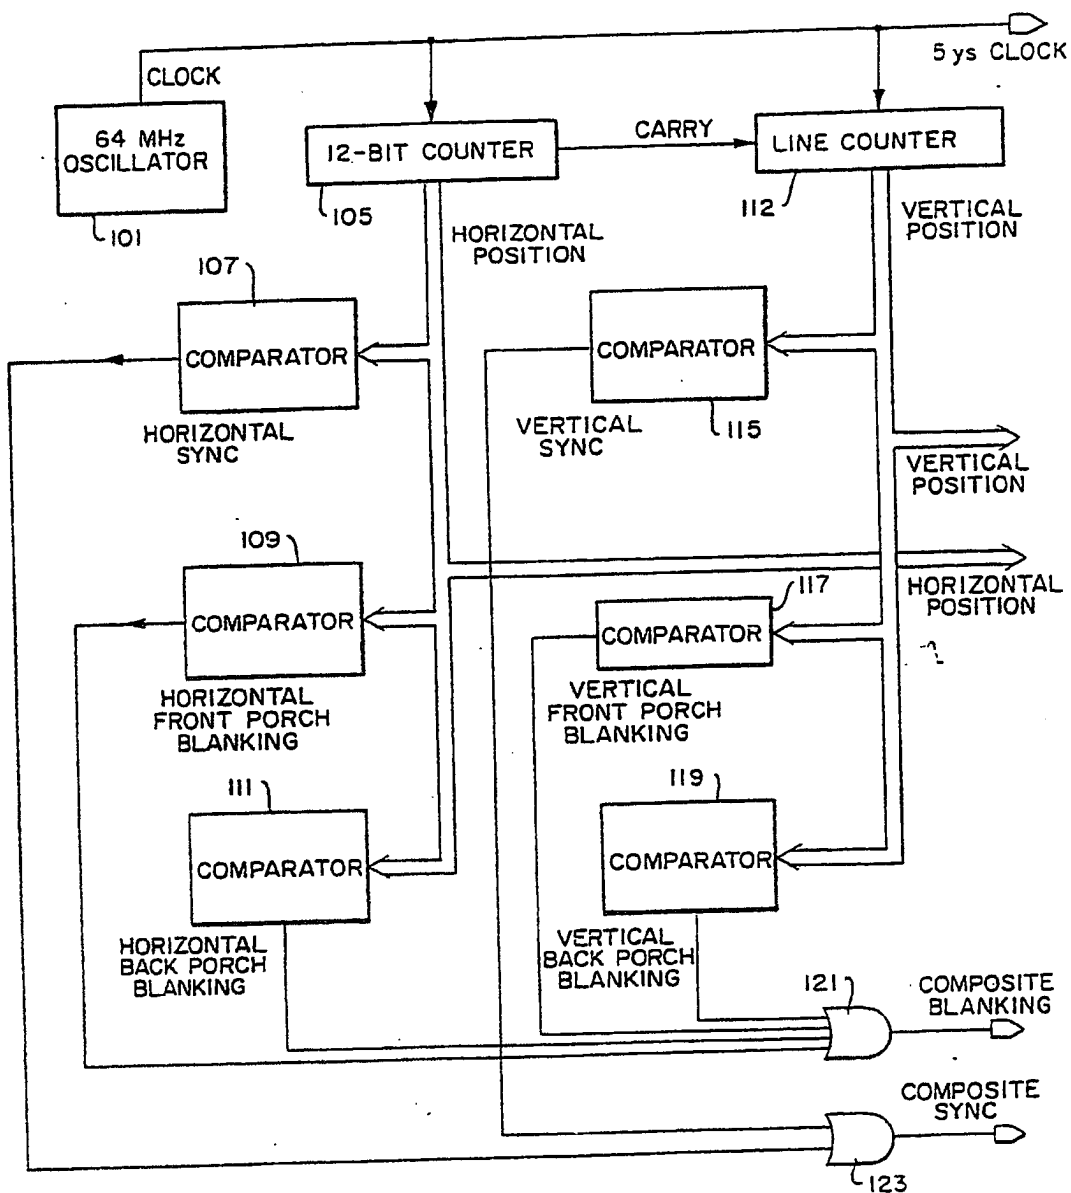 5ys CLOCK
CLOCK
64 MHz
OSCILLATOR
101
12-BIT COUNTER
105
CARRY
LINE COUNTER
112
HORIZONTAL
POSITION
VERTICAL
POSITION
107
COMPARATOR
HORIZONTAL
SYNC
COMPARATOR
115
VERTICAL
SYNC
VERTICAL
POSITION
HORIZONTAL
POSITION
109
COMPARATOR
HORIZONTAL
FRONT PORCH
BLANKING
117
COMPARATOR
VERTICAL
FRONT PORCH
BLANKING
111
COMPARATOR
HORIZONTAL
BACK PORCH
BLANKING
119
COMPARATOR
VERTICAL
BACK PORCH
BLANKING
121
COMPOSITE
BLANKING
COMPOSITE
SYNC
123